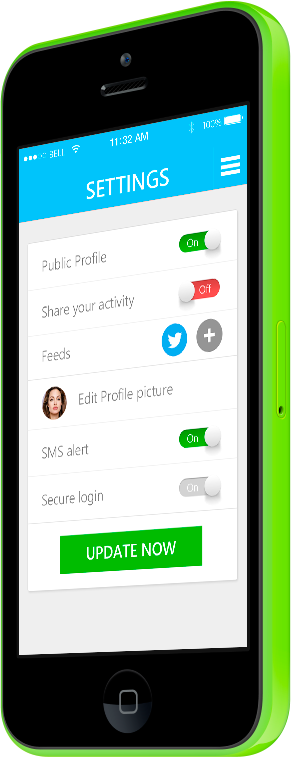 BELL 11:32 AM 100%
SETTINGS
Public Profile On
Share your activity Off
Feeds
Edit Profile picture
SMS alert On
Secure login On
UPDATE NOW